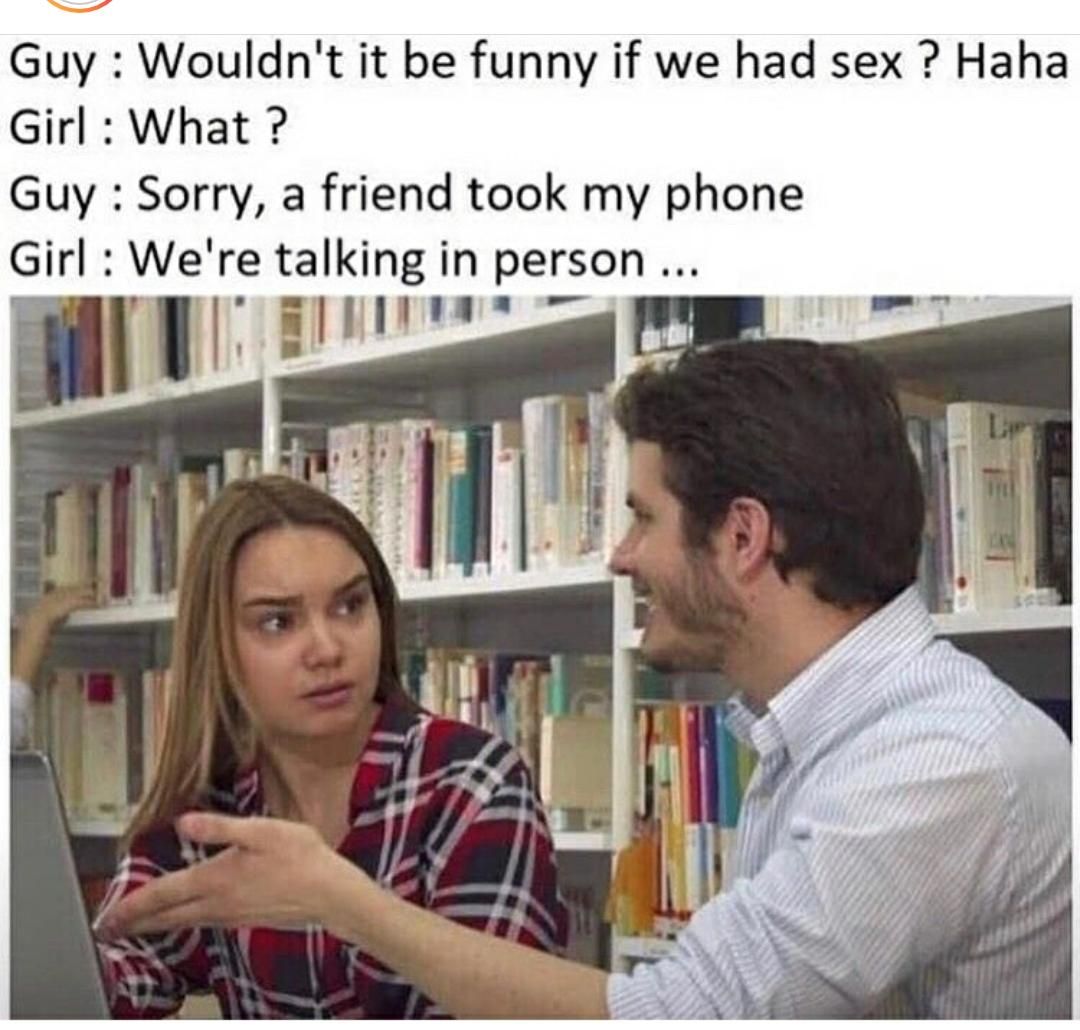 Guy : Wouldn't it be funny if we had sex ? Haha
Girl : What ?
Guy : Sorry, a friend took my phone
Girl : We're talking in person ...